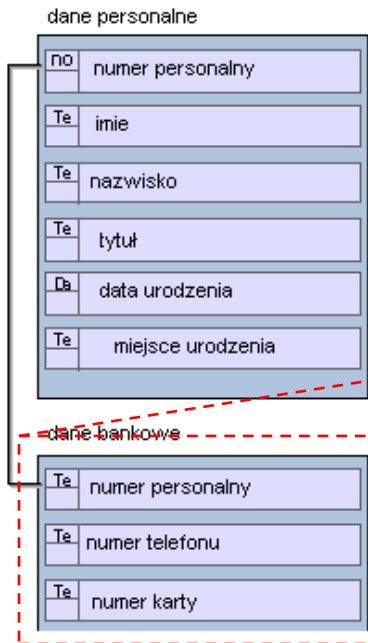 dane personalne
no numer personalny
Te imie
Te nazwisko
Te tytuł
Da data urodzenia
Te miejsce urodzenia
dane bankowe
Te numer personalny
Te numer telefonu
Te numer karty